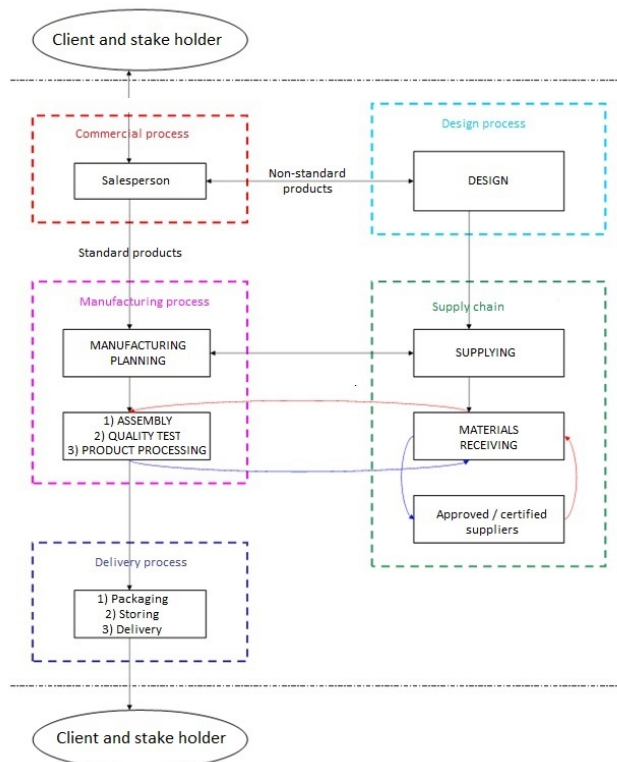 Client and stake holder
Commercial process
Design process
Salesperson
Non-standard
products
DESIGN
Standard products
Manufacturing process
Supply chain
MANUFACTURING
PLANNING
SUPPLYING
1) ASSEMBLY
2) QUALITY TEST
3) PRODUCT PROCESSING
MATERIALS
RECEIVING
Approved / certified
suppliers
Delivery process
1) Packaging
2) Storing
3) Delivery
Client and stake holder